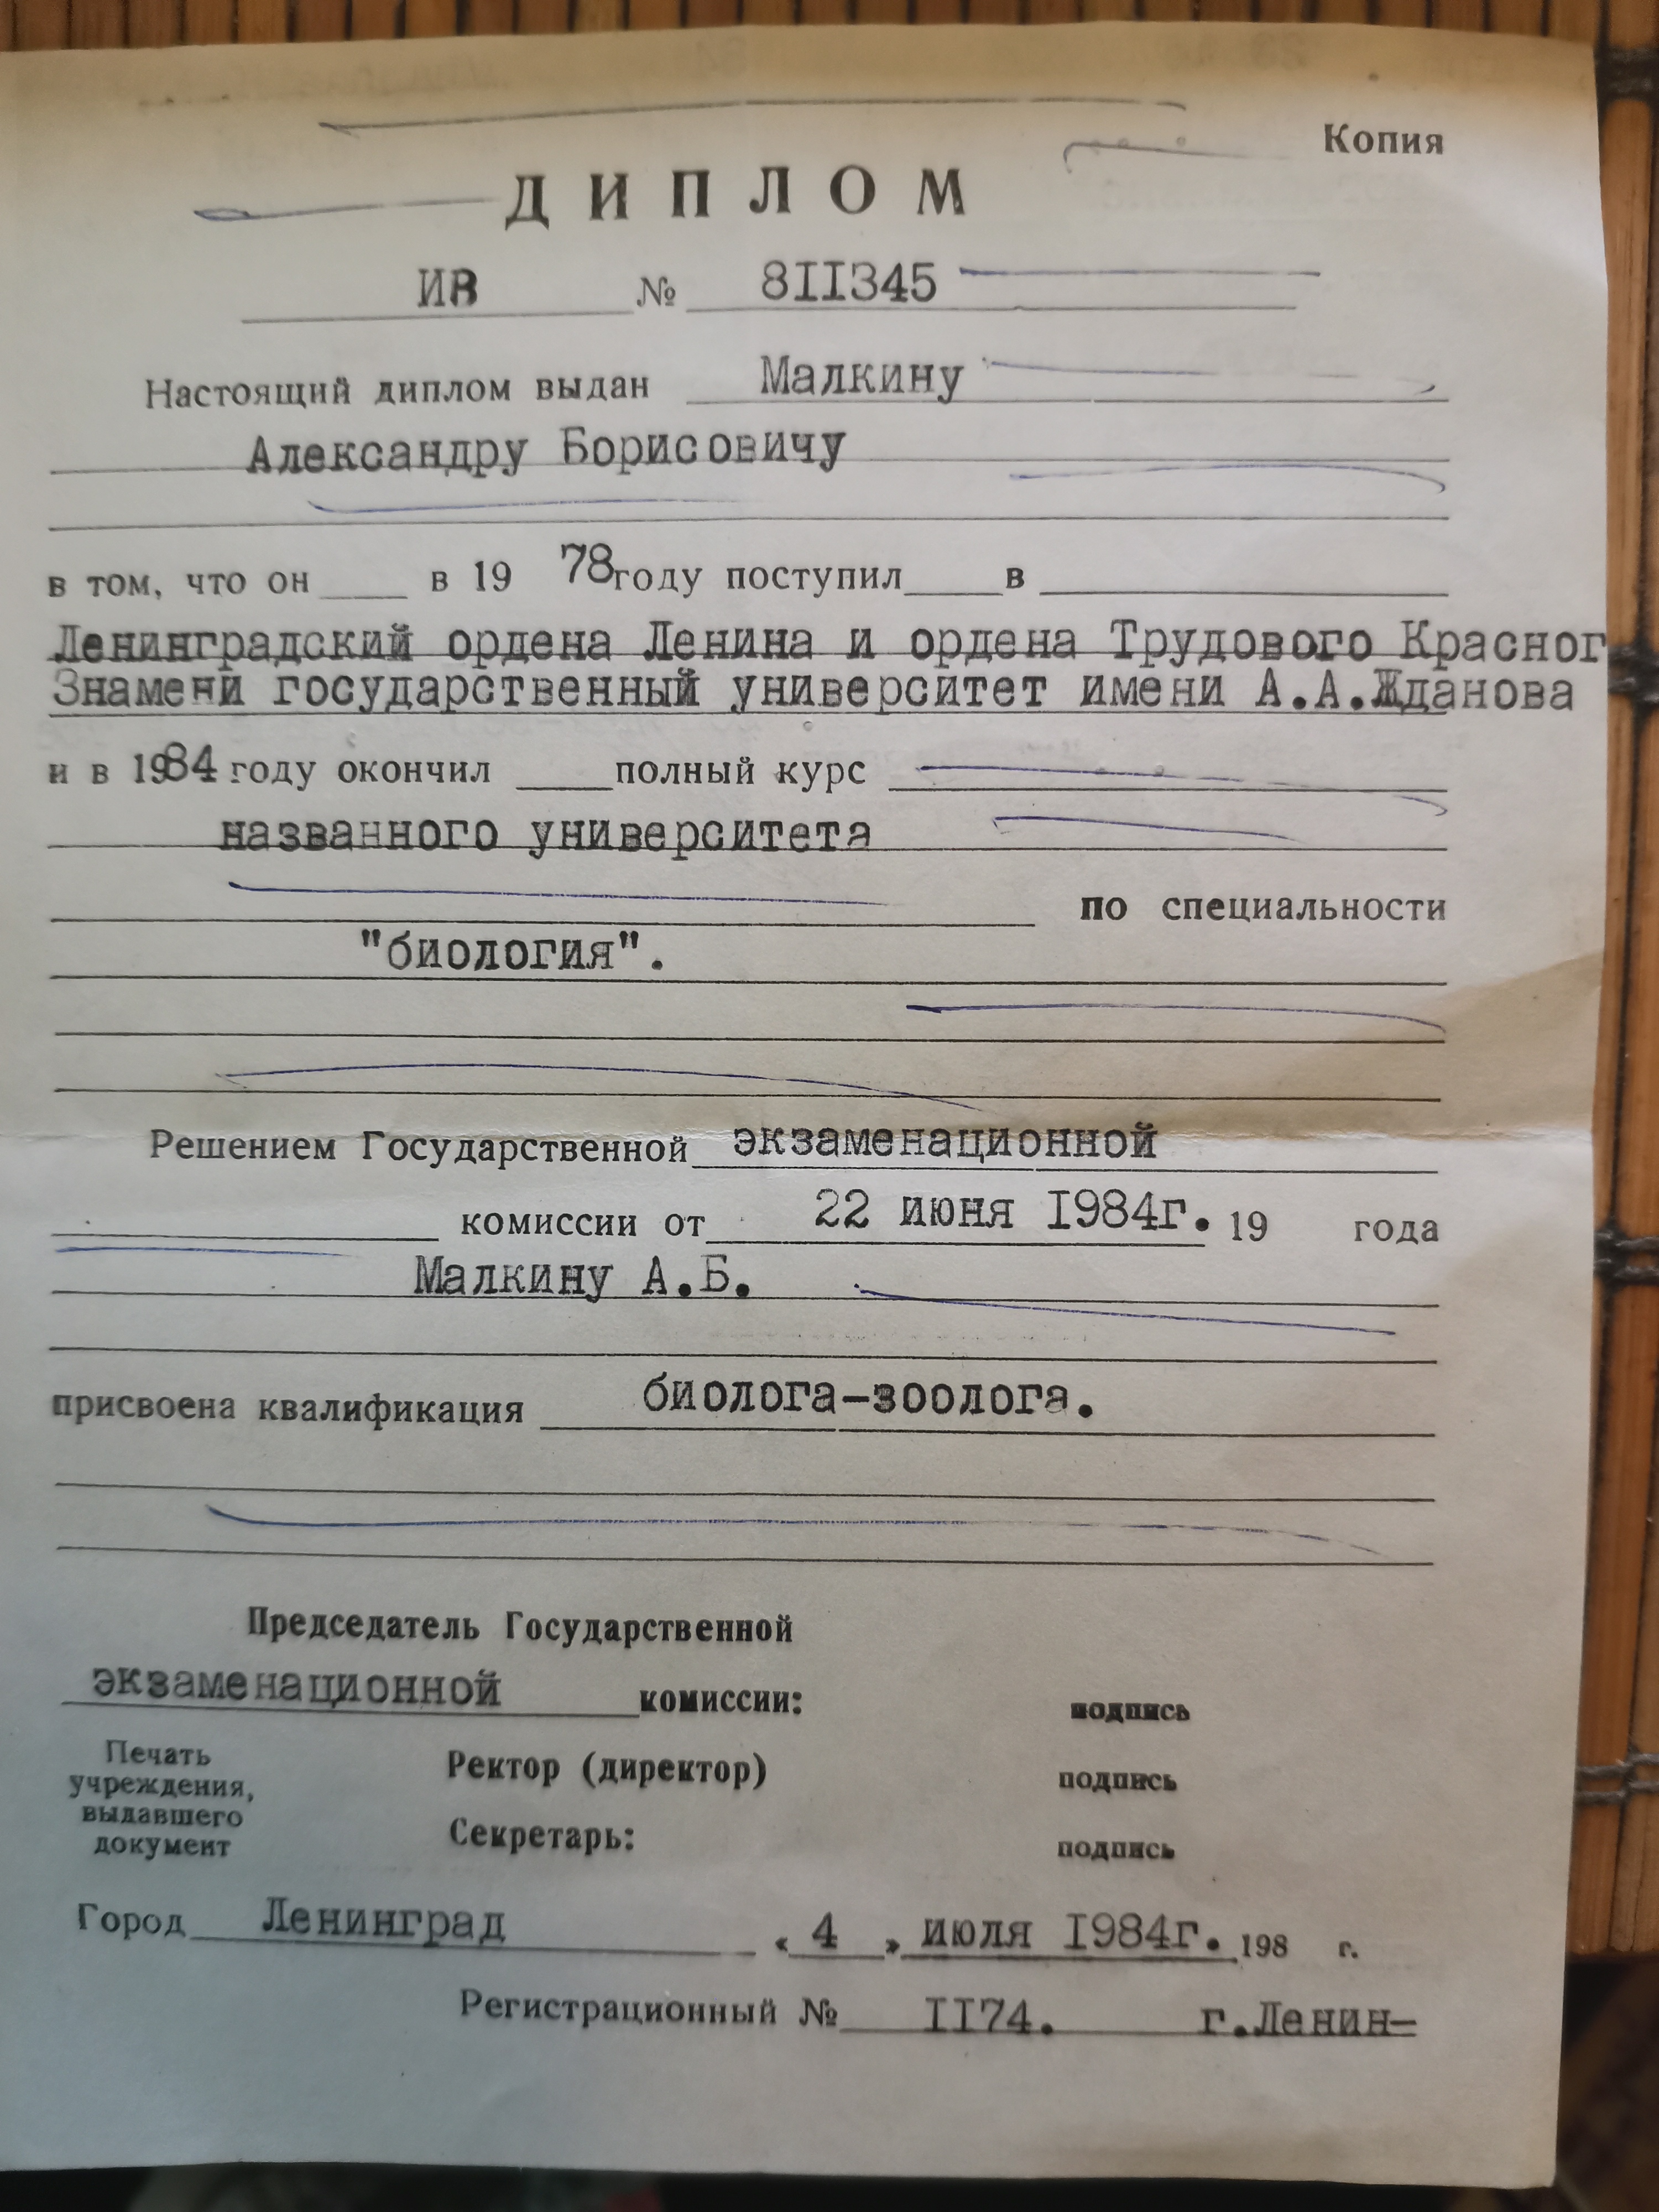 Копия
ДИПЛОМ
ИВ № 8II345
Настоящий диплом выдан Малкину
Александру Борисовичу
в том, что он ____ в 19 78 году поступил ____ в
Ленинградский ордена Ленина и ордена Трудового Красног
Знамени государственный университет имени А.А.Жданова
и в 1984 году окончил ____ полный курс
названного университета
по специальности
"биология".
Решением Государственной экзаменационной
комиссии от 22 июня I984г. 19 года
Малкину А.Б.
присвоена квалификация биолога-зоолога.
Председатель Государственной
экзаменационной комиссии: подпись
Печать
учреждения,
выдавшего
документ
Ректор (директор) подпись
Секретарь: подпись
Город Ленинград « 4 » июля I984г. 198 г.
Регистрационный № II74. г.Ленин-